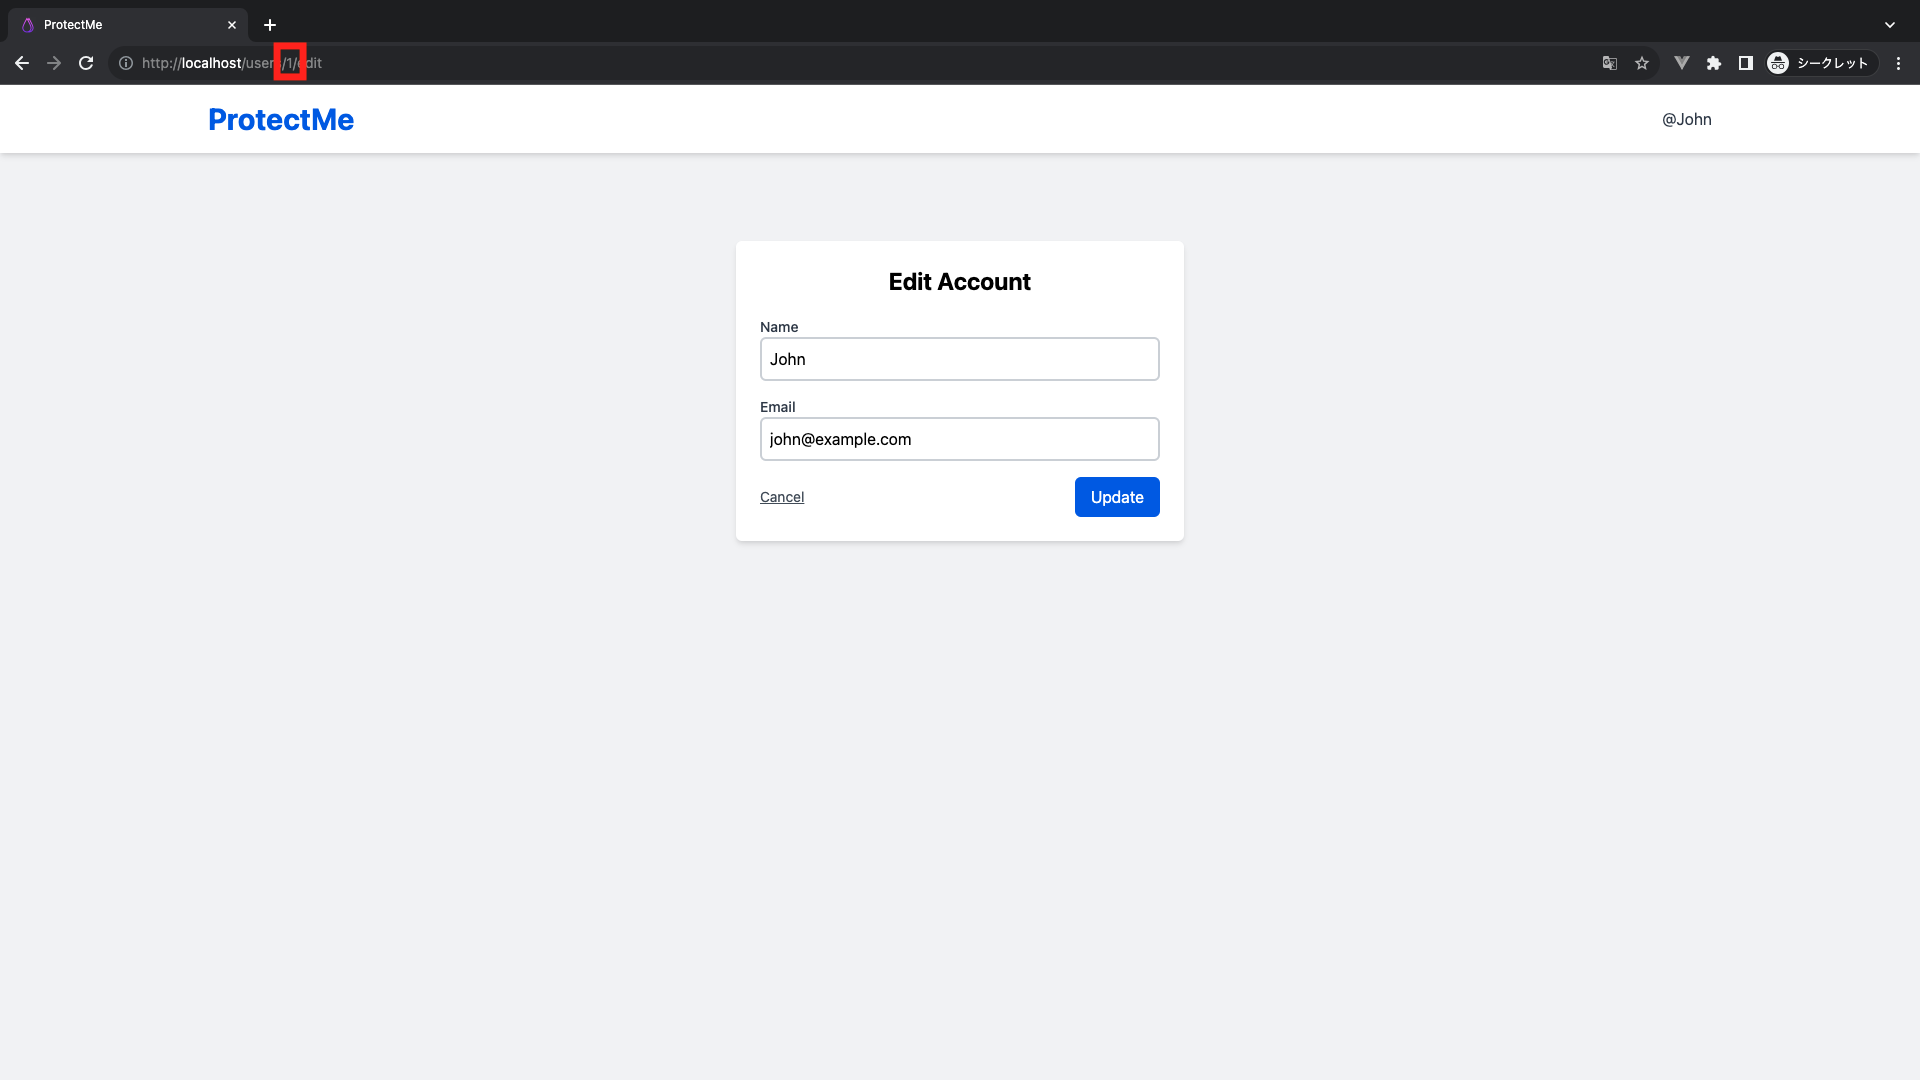 ProtectMe
http://localhost/users/1/edit
シークレット
ProtectMe
@John
Edit Account
Name
John
Email
john@example.com
Cancel
Update